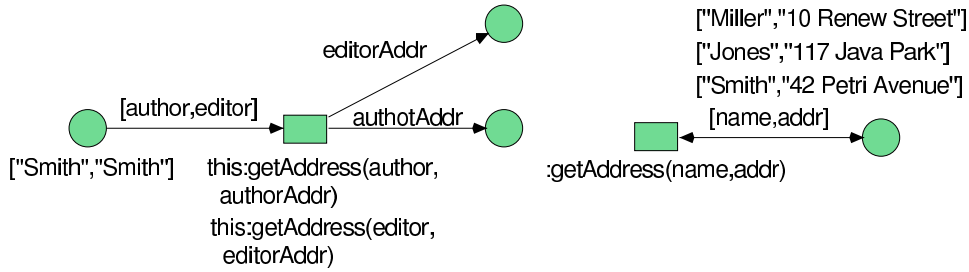 editorAddr
[author,editor]
authotAddr
["Smith","Smith"]
this:getAddress(author,
authorAddr)
this:getAddress(editor,
editorAddr)
["Miller","10 Renew Street"]
["Jones","117 Java Park"]
["Smith","42 Petri Avenue"]
[name,addr]
:getAddress(name,addr)